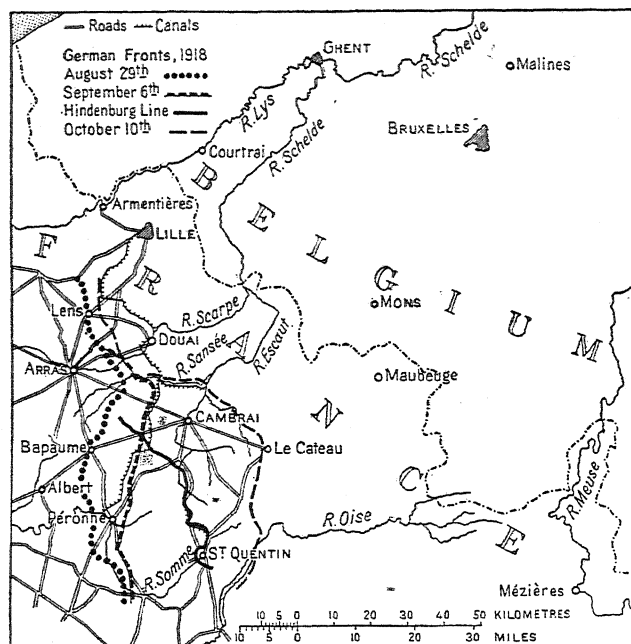 Roads Canals
German Fronts, 1918
August 29th
September 6th
Hindenburg Line
October 10th
GHENT
R. Schelde
Malines
R. Lys
R. Schelde
BRUXELLES
Courtrai
BELGIUM
Armentières
LILLE
FRANCE
Lens
R. Scarpe
MONS
DOUAI
R. Sansée
R. Escaut
ARRAS
Maubeuge
CAMBRAI
Bapaume
Le Cateau
Albert
R. Meuse
Péronne
R. Oise
R. Somme
ST QUENTIN
Mézières
10 5 0 10 20 30 40 50 KILOMETRES
10 5 0 10 20 30 MILES